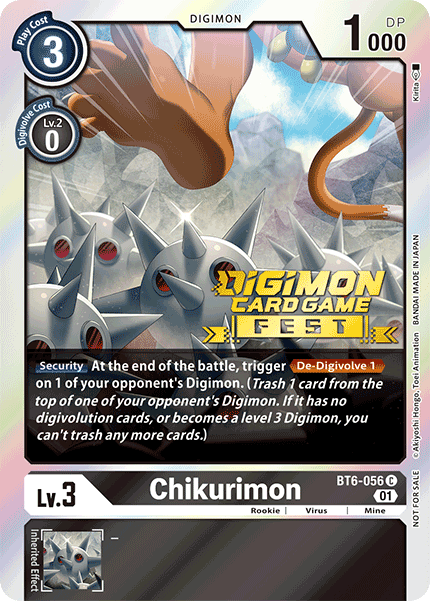 DIGIMON
Play Cost
3
DP
1000
Digivolve Cost
Lv.2
0
Kirita
DIGIMON
CARD GAME
FEST
Security At the end of the battle, trigger De-Digivolve 1
on 1 of your opponent's Digimon. (Trash 1 card from the
top of one of your opponent's Digimon. If it has no
digivolution cards, or becomes a level 3 Digimon, you
can't trash any more cards.)
© Akiyoshi Hongo, Toei Animation BANDAI MADE IN JAPAN
NOT FOR SALE
Lv.3
Chikurimon
BT6-056 C
01
Rookie | Virus | Mine
Inherited Effect
–